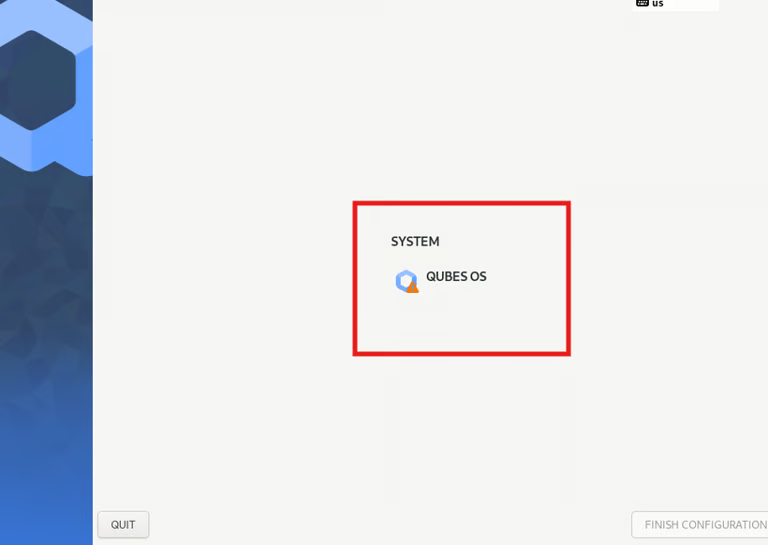 us
SYSTEM
QUBES OS
QUIT
FINISH CONFIGURATION